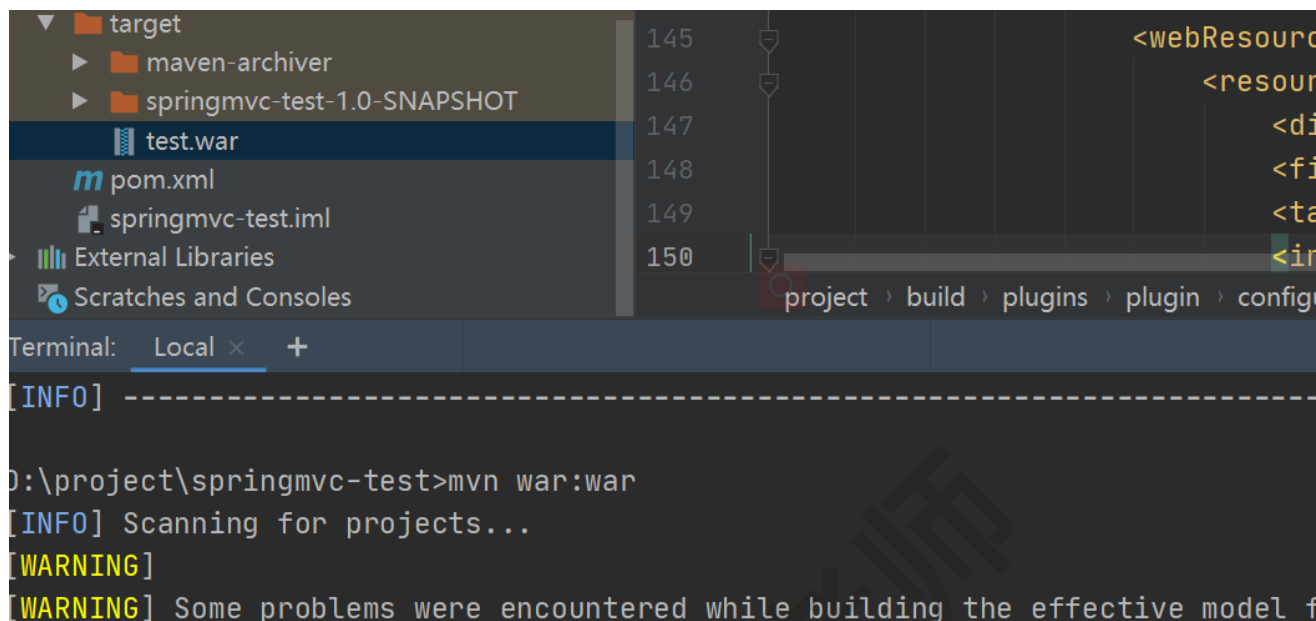 target
maven-archiver
springmvc-test-1.0-SNAPSHOT
test.war
pom.xml
springmvc-test.iml
External Libraries
Scratches and Consoles
145 <webResourc
146 <resour
147 <di
148 <fi
149 <ta
150 <in
project › build › plugins › plugin › configu
Terminal: Local × +
[INFO] ----------------------------------------------------------------------
D:\project\springmvc-test>mvn war:war
[INFO] Scanning for projects...
[WARNING]
[WARNING] Some problems were encountered while building the effective model f
师